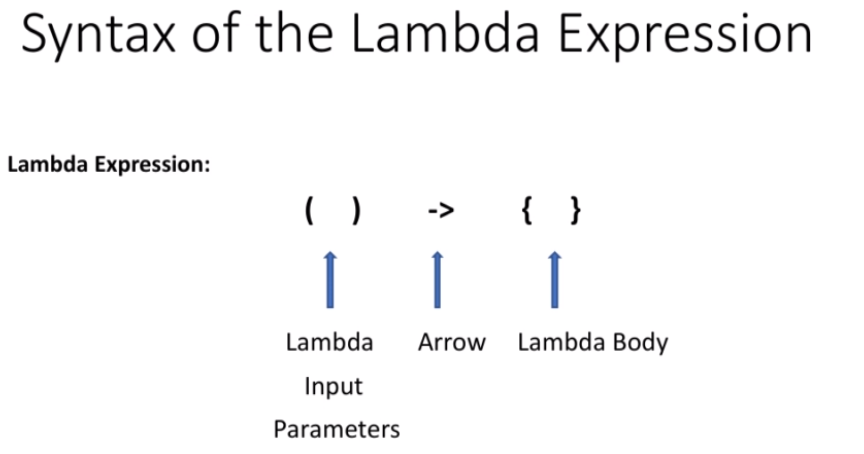 Syntax of the Lambda Expression
Lambda Expression:
( ) -> { }
Lambda Arrow Lambda Body
Input
Parameters